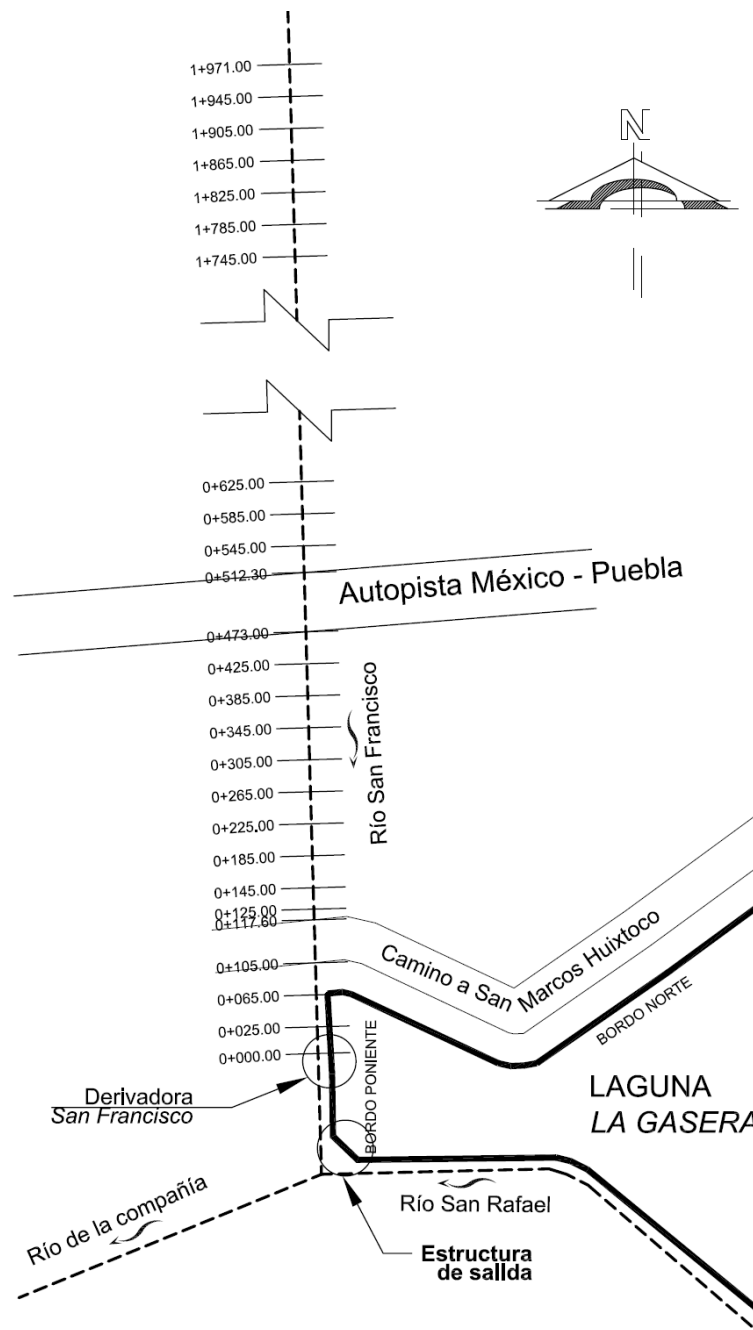 1+971.00
N
1+945.00
1+905.00
1+865.00
1+825.00
1+785.00
1+745.00
0+625.00
0+585.00
0+545.00
0+512.30
Autopista México - Puebla
0+473.00
0+425.00
0+385.00
0+345.00
0+305.00
Río San Francisco
0+265.00
0+225.00
0+185.00
0+145.00
0+125.00
0+117.60
Camino a San Marcos Huixtoco
0+105.00
0+065.00
BORDO NORTE
0+025.00
0+000.00
BORDO PONIENTE
Derivadora
San Francisco
LAGUNA
LA GASERA
Río de la compañía
Río San Rafael
Estructura
de sallda